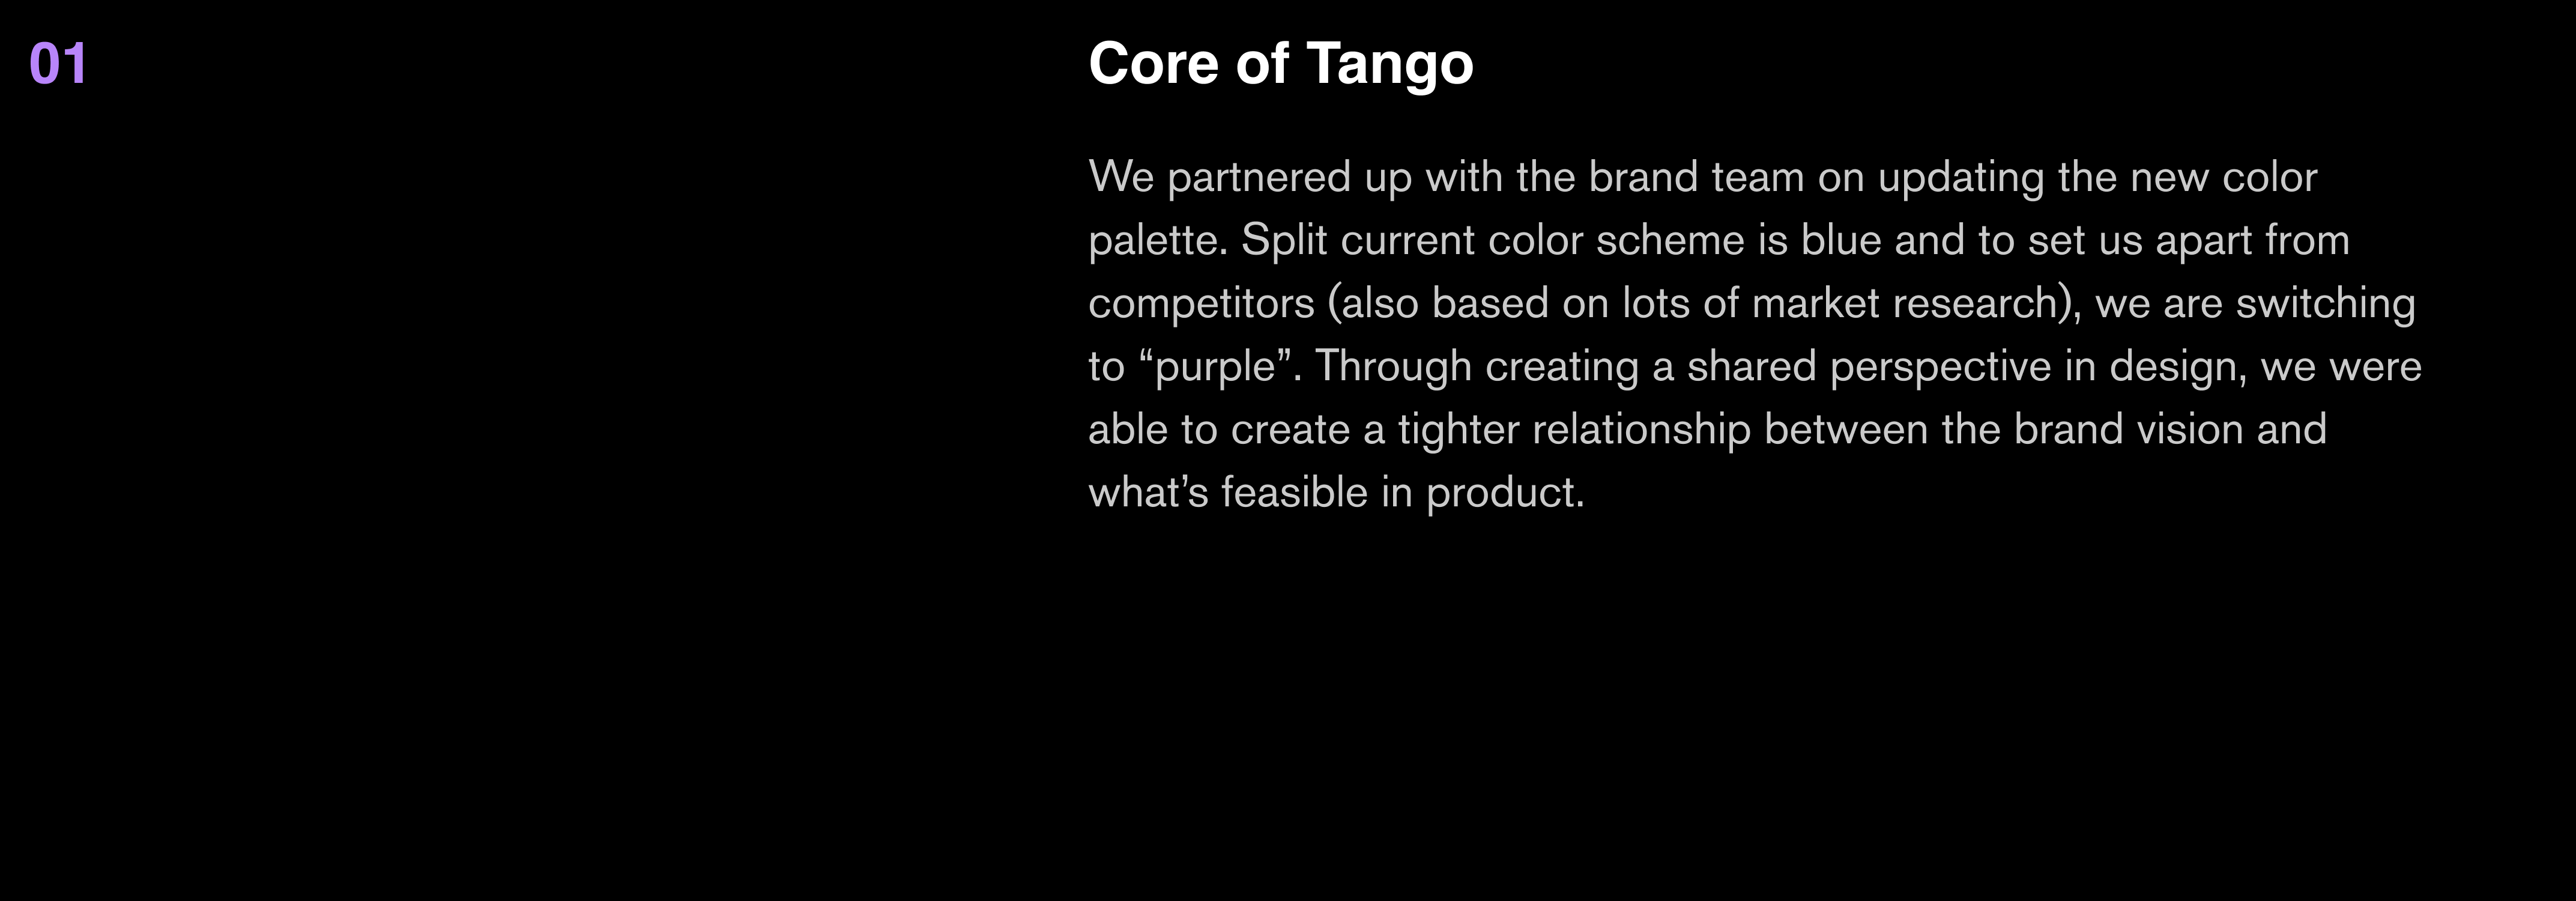 01
Core of Tango
We partnered up with the brand team on updating the new color
palette. Split current color scheme is blue and to set us apart from
competitors (also based on lots of market research), we are switching
to “purple”. Through creating a shared perspective in design, we were
able to create a tighter relationship between the brand vision and
what’s feasible in product.